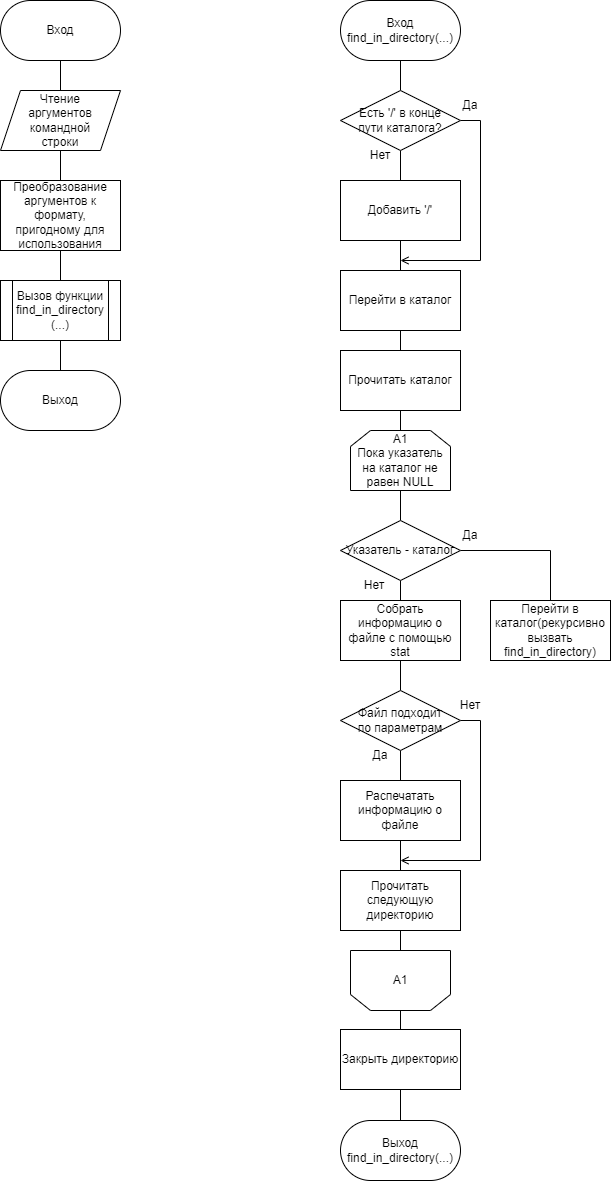 Вход
Чтение
аргументов
командной
строки
Преобразование
аргументов к
формату,
пригодному для
использования
Вызов функции
find_in_directory
(...)
Выход
Вход
find_in_directory(...)
Есть '/' в конце
пути каталога?
Да
Нет
Добавить '/'
Перейти в каталог
Прочитать каталог
А1
Пока указатель
на каталог не
равен NULL
Указатель - каталог
Да
Нет
Собрать
информацию о
файле с помощью
stat
Перейти в
каталог(рекурсивно
вызвать
find_in_directory)
Файл подходит
по параметрам
Нет
Да
Распечатать
информацию о
файле
Прочитать
следующую
директорию
А1
Закрыть директорию
Выход
find_in_directory(...)